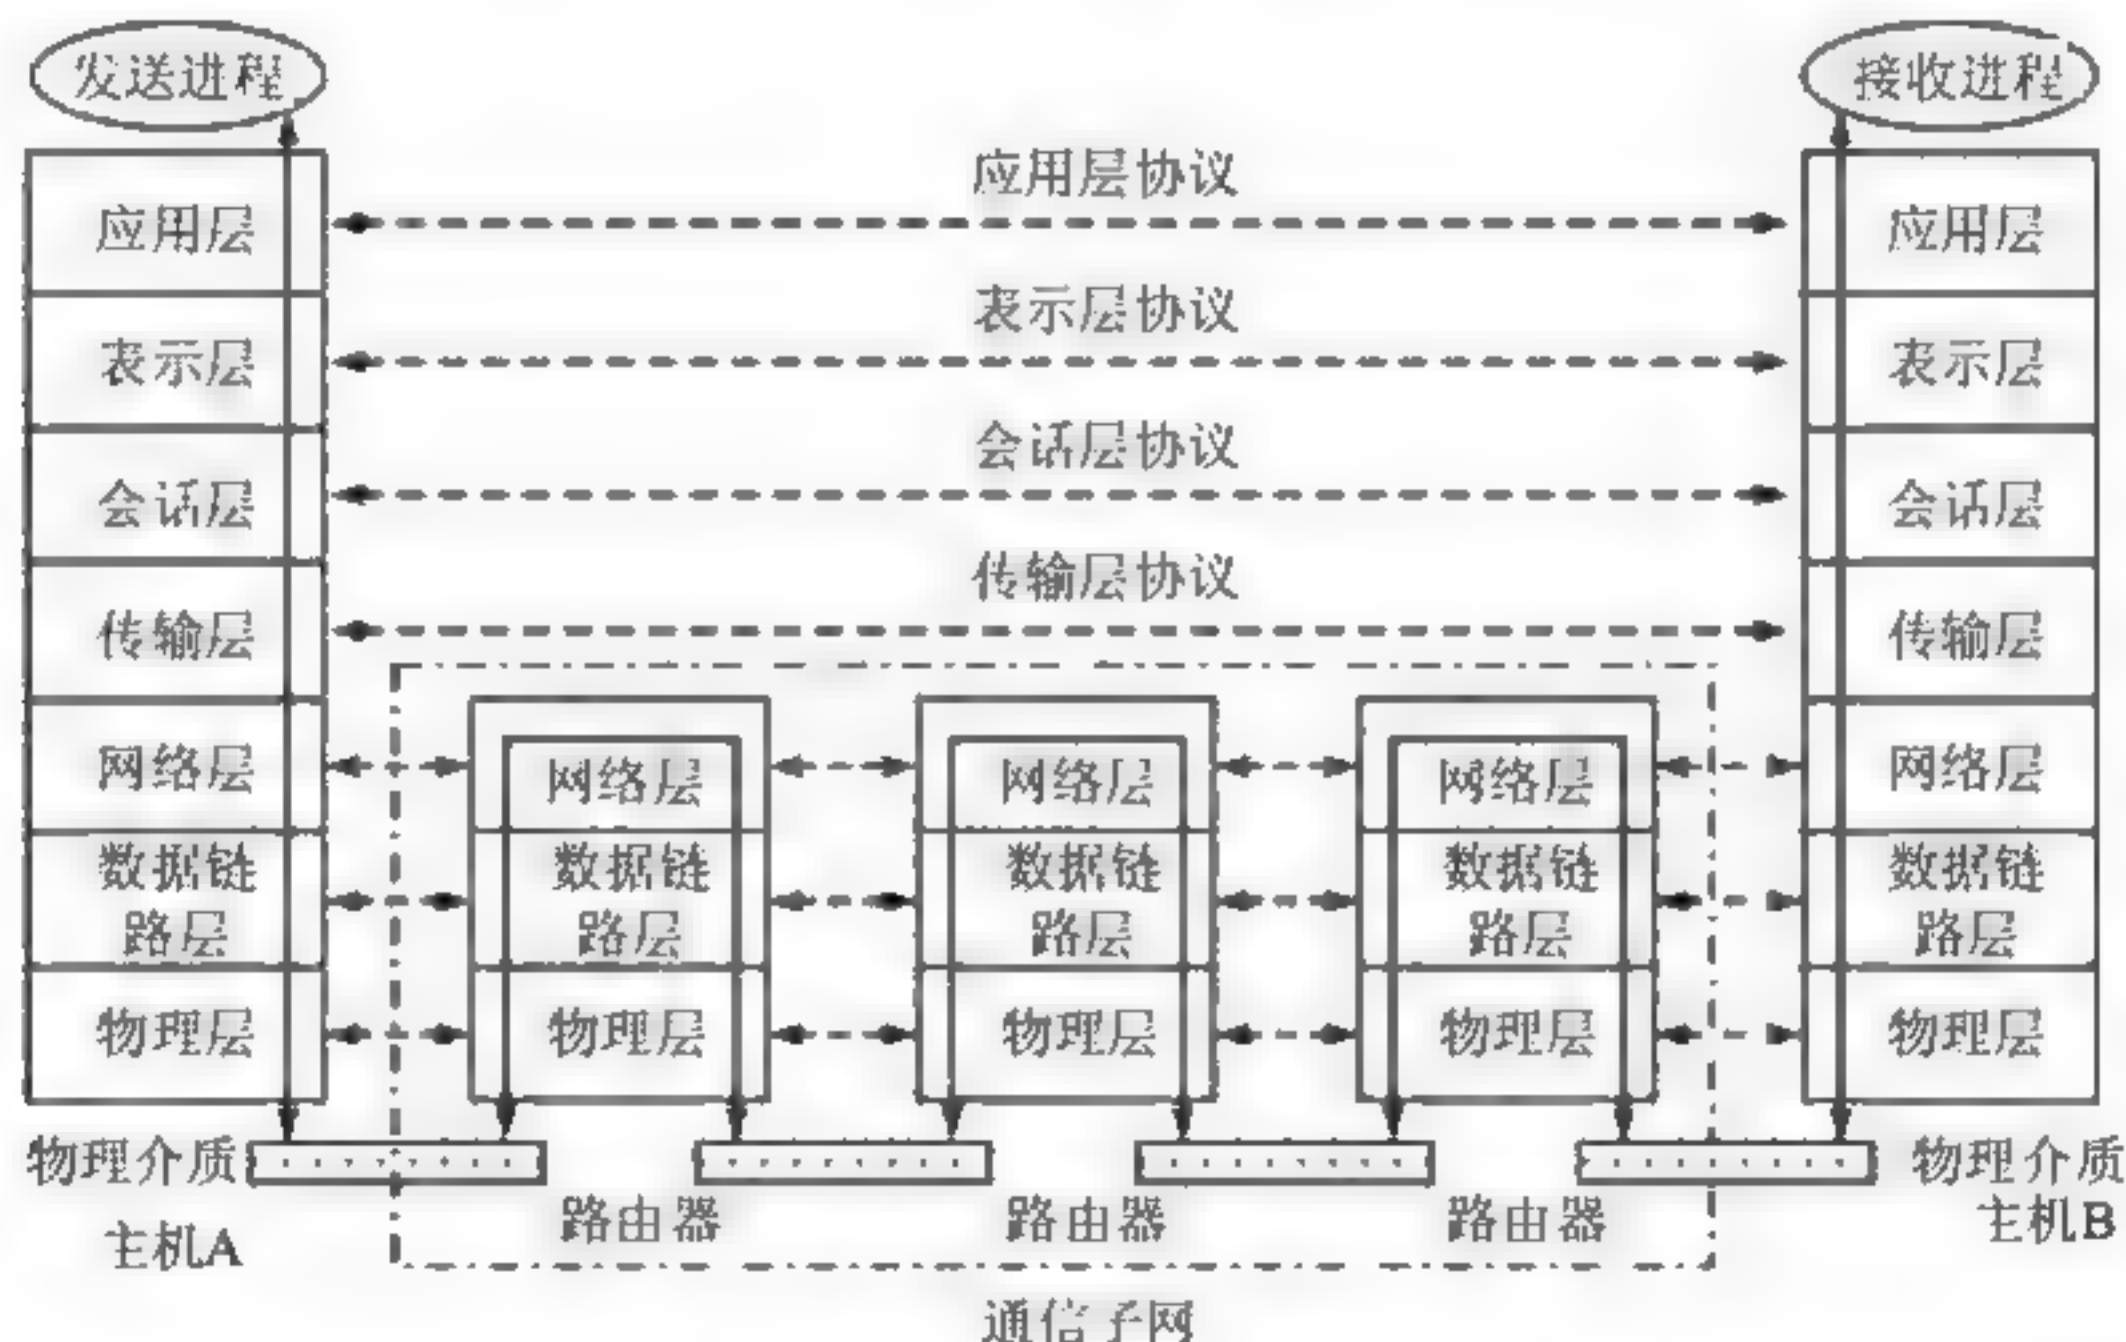 发送进程
接收进程
应用层协议
应用层
应用层
表示层协议
表示层
表示层
会话层协议
会话层
会话层
传输层协议
传输层
传输层
网络层
网络层
网络层
网络层
网络层
数据链
路层
数据链
路层
数据链
路层
数据链
路层
数据链
路层
物理层
物理层
物理层
物理层
物理层
物理介质
物理介质
主机A
路由器
路由器
路由器
主机B
通信子网